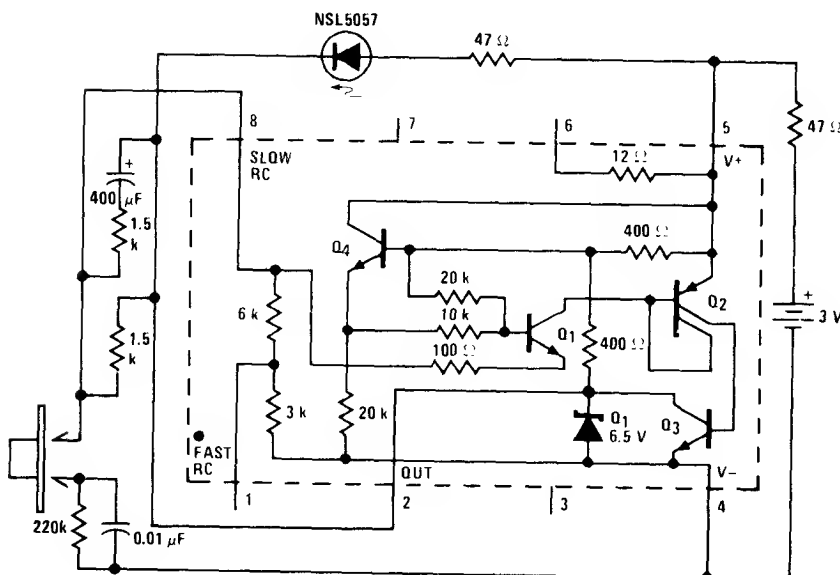 NSL5057
47 Ω
8
7
6
5
47 Ω
SLOW
RC
12 Ω
V+
+
400 μF
1.5
k
Q4
400 Ω
20 k
Q2
+
3 V
6 k
10 k
Q1
1.5
k
100 Ω
400
Ω
3 k
20 k
Q1
6.5 V
Q3
FAST
RC
OUT
V−
1
2
3
4
220k
0.01 μF